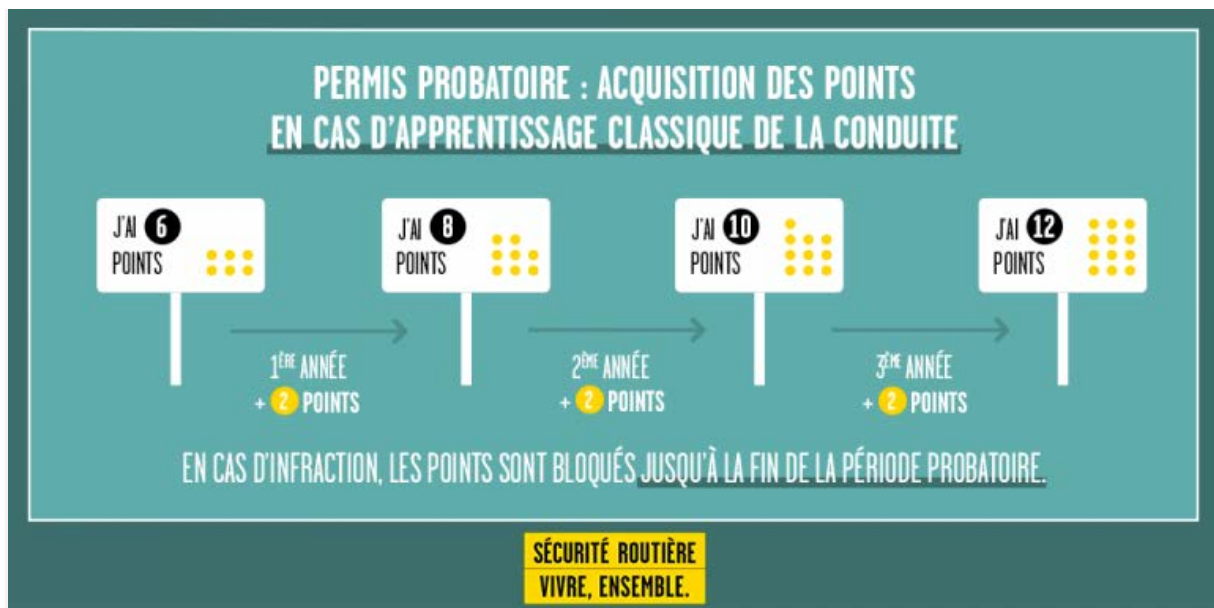 PERMIS PROBATOIRE : ACQUISITION DES POINTS
EN CAS D'APPRENTISSAGE CLASSIQUE DE LA CONDUITE
J'AI 6
POINTS
J'AI 8
POINTS
J'AI 10
POINTS
J'AI 12
POINTS
1ÈRE ANNÉE
+ 2 POINTS
2ÈME ANNÉE
+ 2 POINTS
3ÈME ANNÉE
+ 2 POINTS
EN CAS D'INFRACTION, LES POINTS SONT BLOQUÉS JUSQU'À LA FIN DE LA PÉRIODE PROBATOIRE.
SÉCURITÉ ROUTIÈRE
VIVRE, ENSEMBLE.